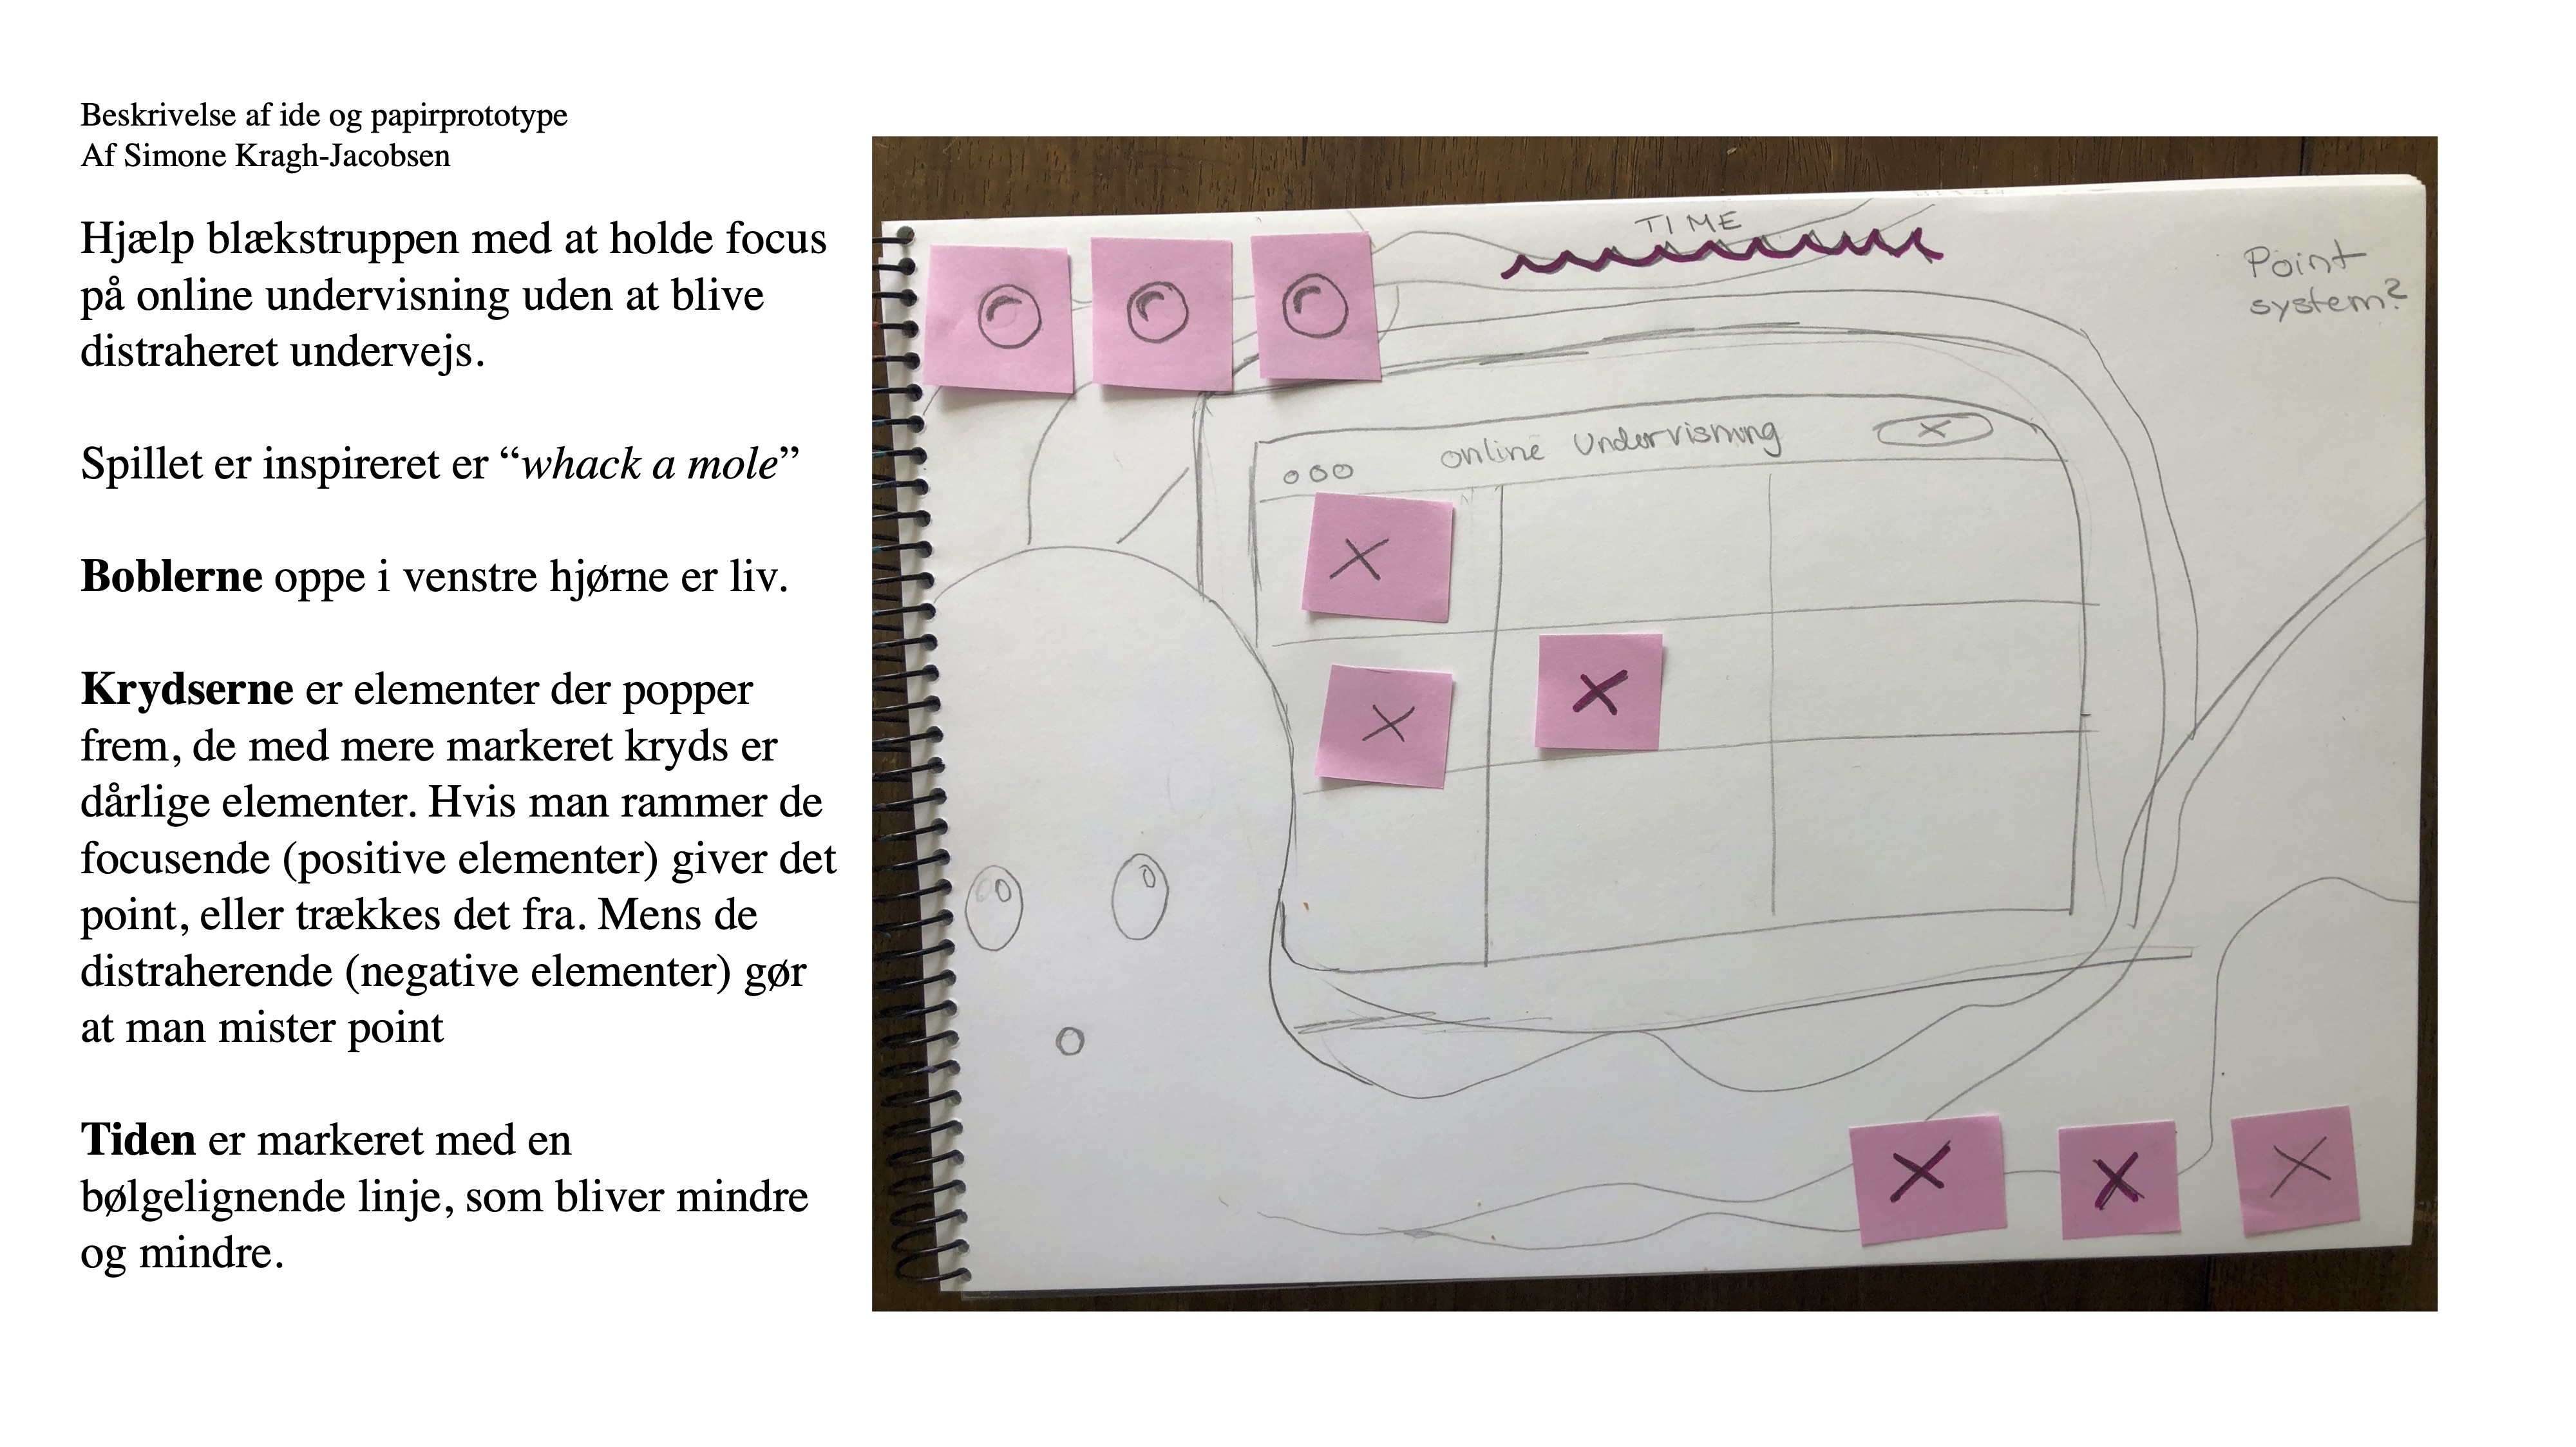 Beskrivelse af ide og papirprototype
Af Simone Kragh-Jacobsen
Hjælp blækstruppen med at holde focus
på online undervisning uden at blive
distraheret undervejs.
Spillet er inspireret er “whack a mole”
Boblerne oppe i venstre hjørne er liv.
Krydserne er elementer der popper
frem, de med mere markeret kryds er
dårlige elementer. Hvis man rammer de
focusende (positive elementer) giver det
point, eller trækkes det fra. Mens de
distraherende (negative elementer) gør
at man mister point
Tiden er markeret med en
bølgelignende linje, som bliver mindre
og mindre.
TIME
Point
system?
online Undervisning